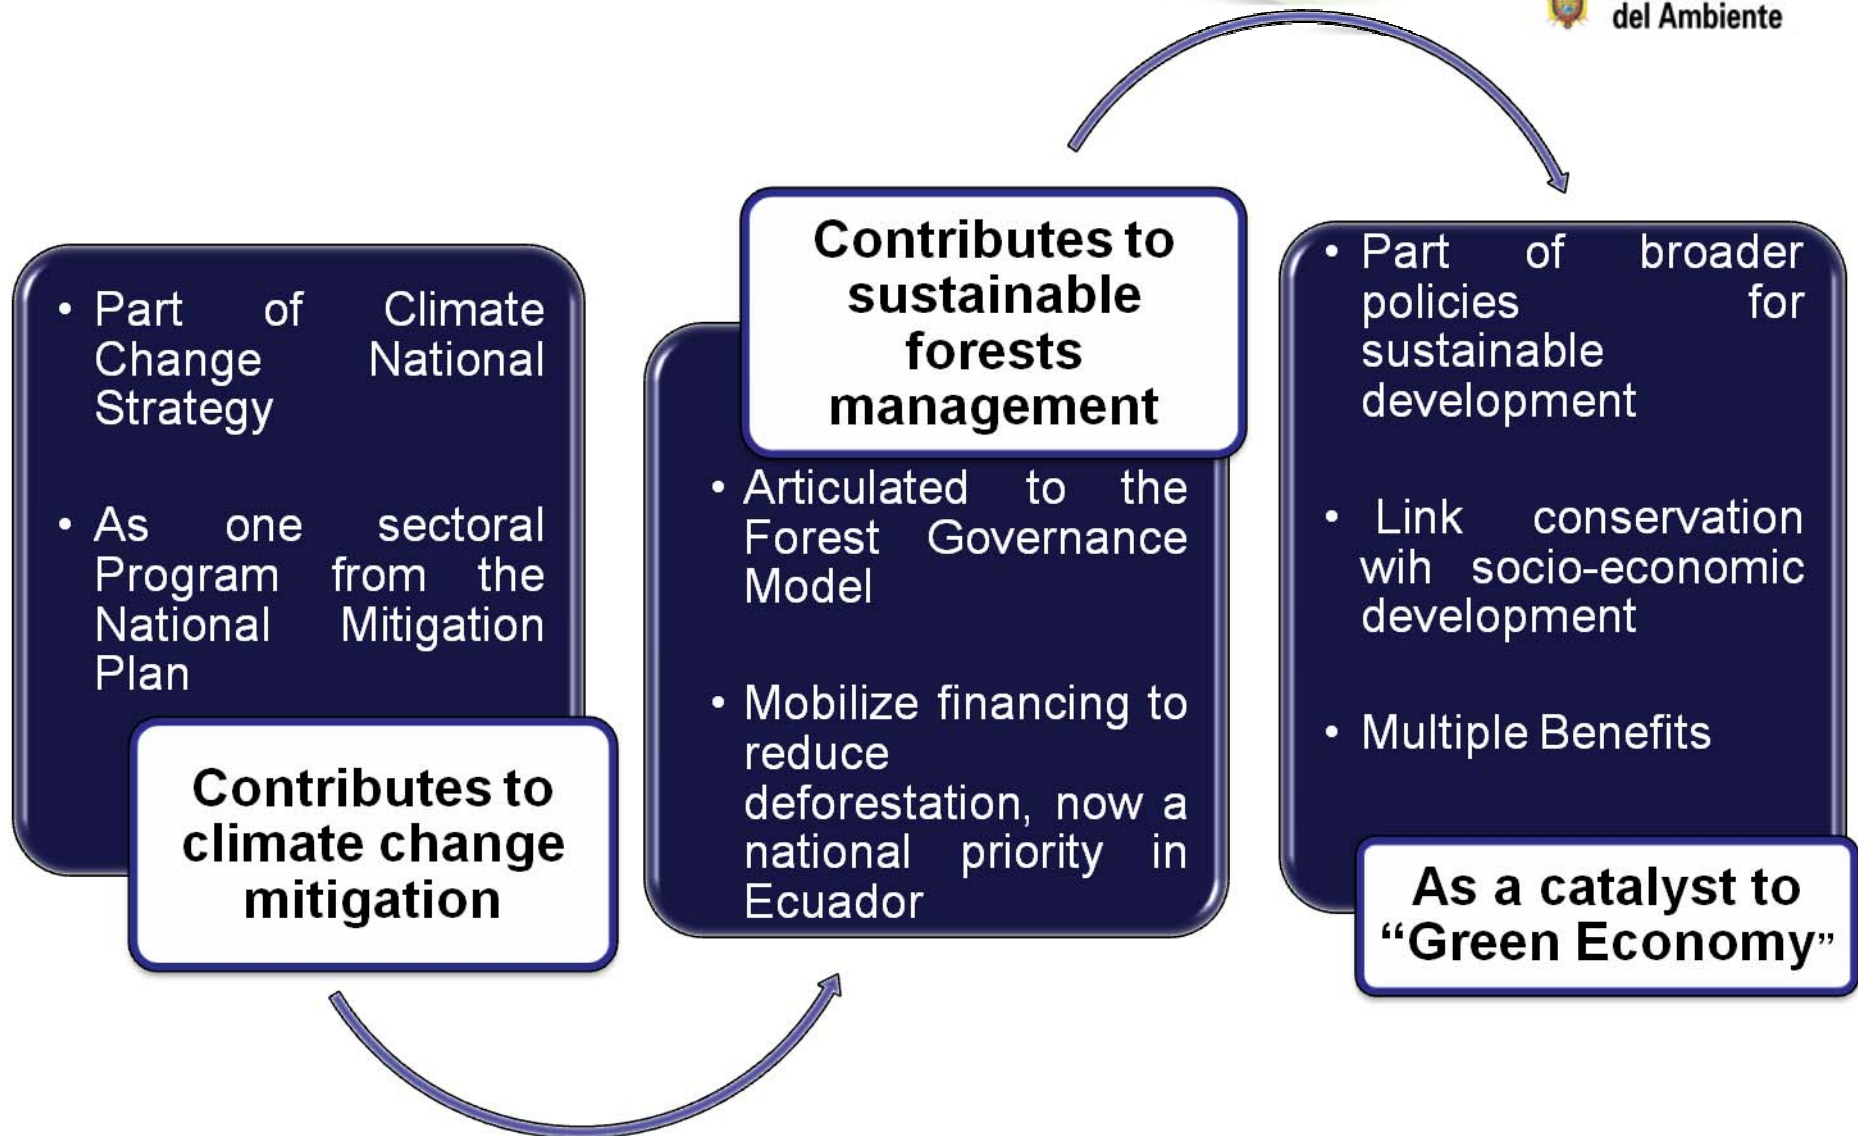 del Ambiente
• Part of Climate
Change National
Strategy
• As one sectoral
Program from the
National Mitigation
Plan
Contributes to
climate change
mitigation
Contributes to
sustainable
forests
management
• Articulated to the
Forest Governance
Model
• Mobilize financing to
reduce
deforestation, now a
national priority in
Ecuador
• Part of broader
policies for
sustainable
development
• Link conservation
wih socio-economic
development
• Multiple Benefits
As a catalyst to
“Green Economy”